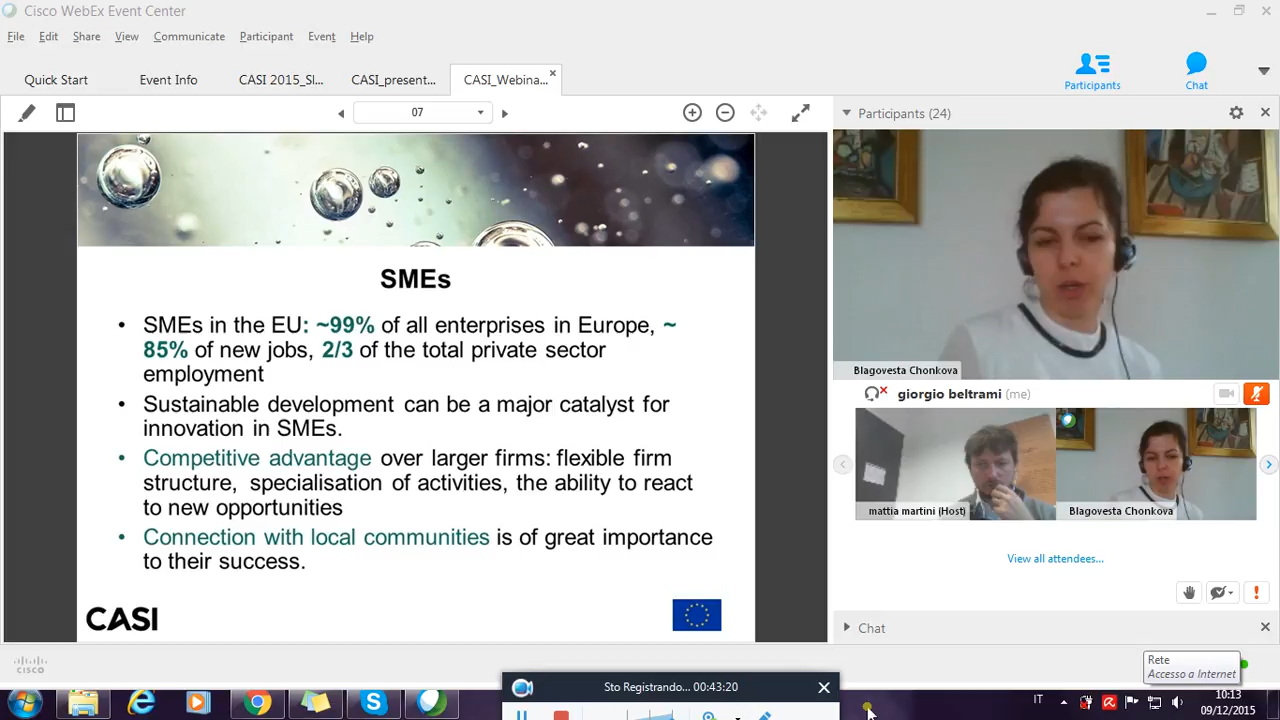 Cisco WebEx Event Center
File Edit Share View Communicate Participant Event Help
Quick Start Event Info CASI 2015_Sl... CASI_present... CASI_Webina...
Participants Chat
07
Participants (24)
SMEs
• SMEs in the EU: ~99% of all enterprises in Europe, ~
85% of new jobs, 2/3 of the total private sector
employment
• Sustainable development can be a major catalyst for
innovation in SMEs.
• Competitive advantage over larger firms: flexible firm
structure, specialisation of activities, the ability to react
to new opportunities
• Connection with local communities is of great importance
to their success.
CASI
Blagovesta Chonkova
giorgio beltrami (me)
mattia martini (Host)
Blagovesta Chonkova
View all attendees...
Chat
cisco
Rete
Accesso a Internet
Sto Registrando... 00:43:20
IT
10:13
09/12/2015